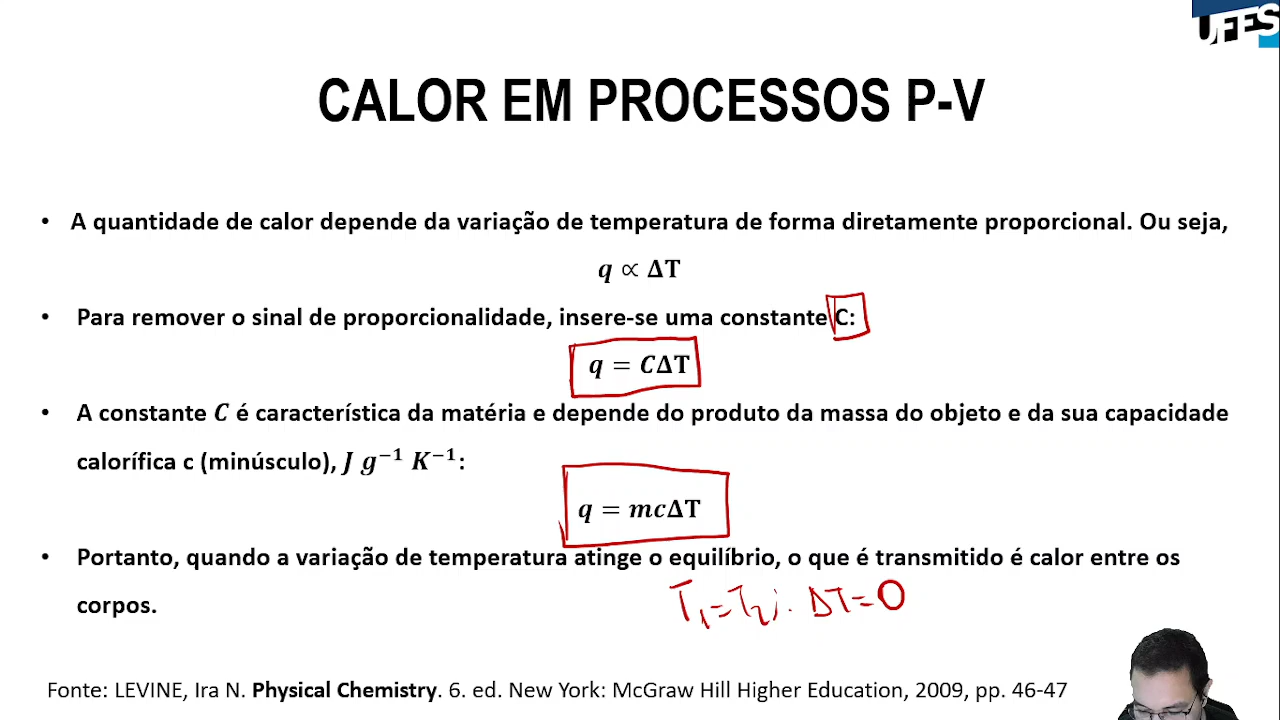 UFES
CALOR EM PROCESSOS P-V
• A quantidade de calor depende da variação de temperatura de forma diretamente proporcional. Ou seja,
q ∝ ΔT
• Para remover o sinal de proporcionalidade, insere-se uma constante C:
q = CΔT
• A constante C é característica da matéria e depende do produto da massa do objeto e da sua capacidade
calorífica c (minúsculo), J g⁻¹ K⁻¹:
q = mcΔT
• Portanto, quando a variação de temperatura atinge o equilíbrio, o que é transmitido é calor entre os
corpos.
T₁=T₂; ΔT=0
Fonte: LEVINE, Ira N. Physical Chemistry. 6. ed. New York: McGraw Hill Higher Education, 2009, pp. 46-47